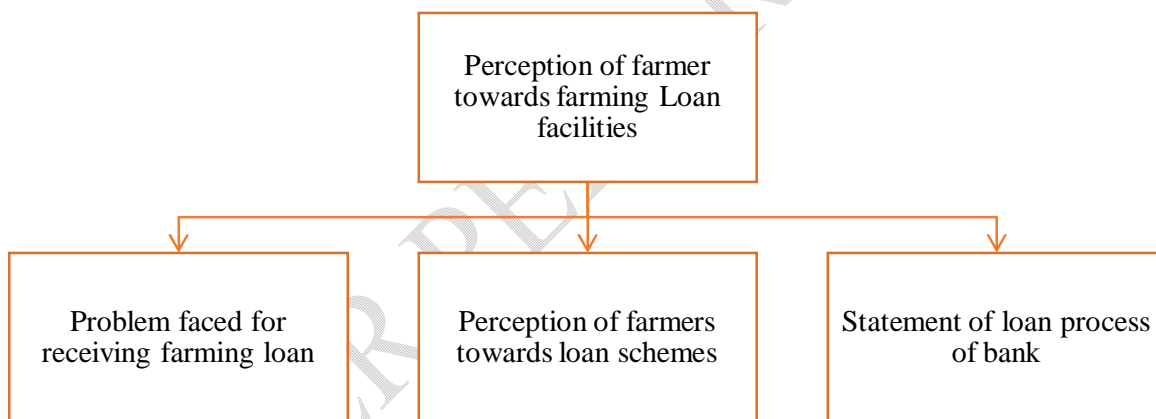 Perception of farmer
towards farming Loan
facilities
Problem faced for
receiving farming loan
Perception of farmers
towards loan schemes
Statement of loan process
of bank